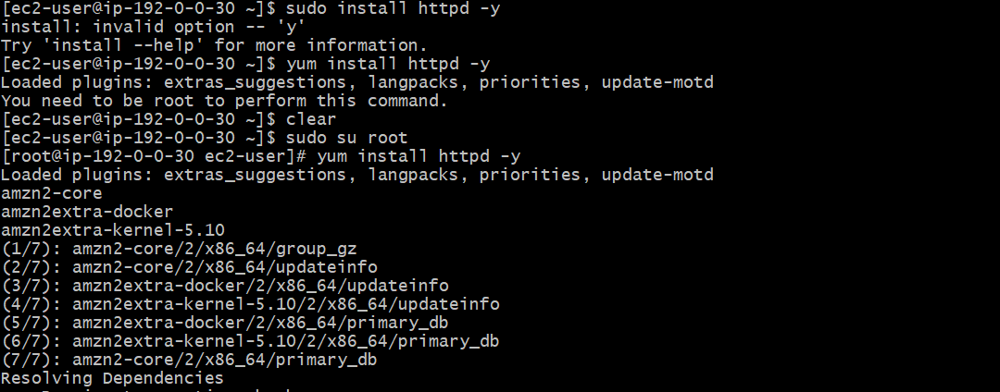 [ec2-user@ip-192-0-0-30 ~]$ sudo install httpd -y
install: invalid option -- 'y'
Try 'install --help' for more information.
[ec2-user@ip-192-0-0-30 ~]$ yum install httpd -y
Loaded plugins: extras_suggestions, langpacks, priorities, update-motd
You need to be root to perform this command.
[ec2-user@ip-192-0-0-30 ~]$ clear
[ec2-user@ip-192-0-0-30 ~]$ sudo su root
[root@ip-192-0-0-30 ec2-user]# yum install httpd -y
Loaded plugins: extras_suggestions, langpacks, priorities, update-motd
amzn2-core
amzn2extra-docker
amzn2extra-kernel-5.10
(1/7): amzn2-core/2/x86_64/group_gz
(2/7): amzn2-core/2/x86_64/updateinfo
(3/7): amzn2extra-docker/2/x86_64/updateinfo
(4/7): amzn2extra-kernel-5.10/2/x86_64/updateinfo
(5/7): amzn2extra-docker/2/x86_64/primary_db
(6/7): amzn2extra-kernel-5.10/2/x86_64/primary_db
(7/7): amzn2-core/2/x86_64/primary_db
Resolving Dependencies